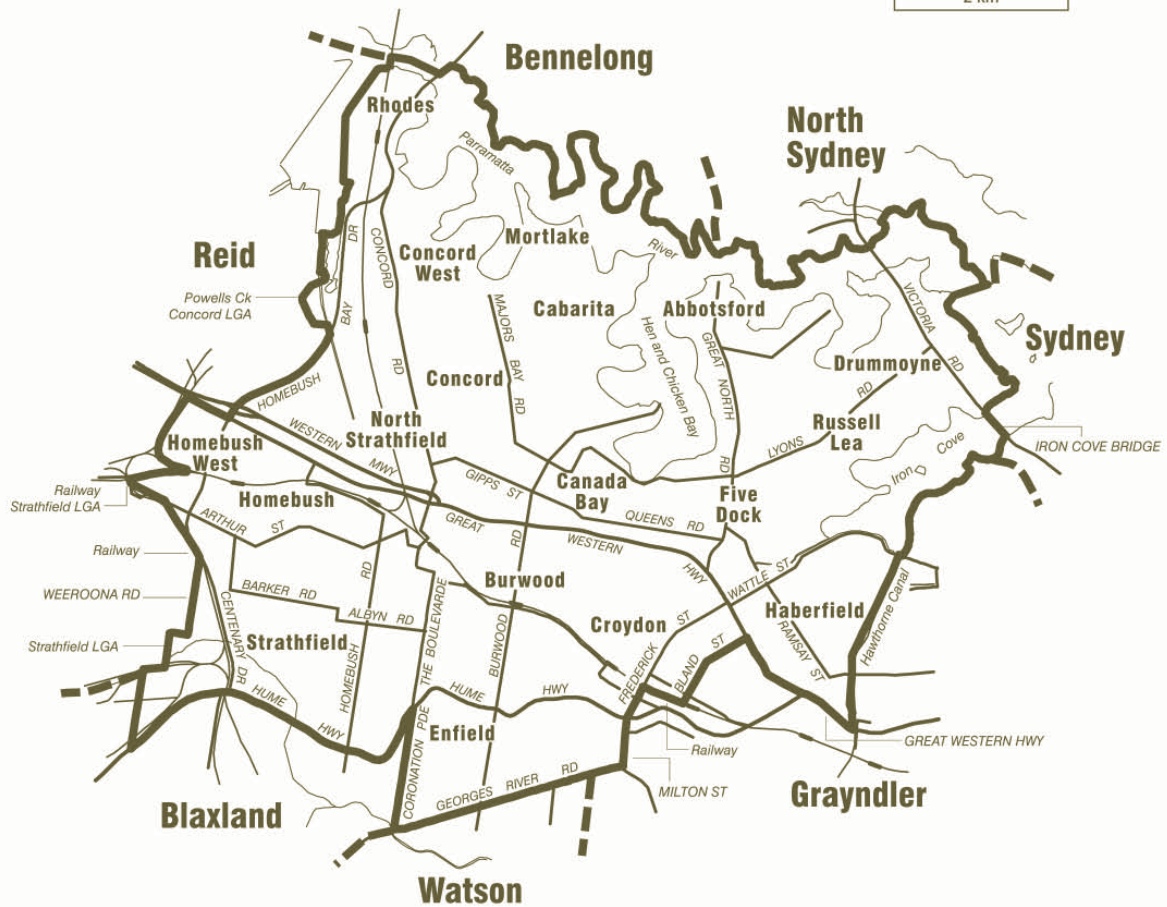 2 km
Bennelong
Rhodes
North
Sydney
Parramatta
River
Mortlake
Reid
Concord
West
DR
BAY
CONCORD
RD
Powells Ck
Concord LGA
Cabarita
Abbotsford
MAJORS
BAY
RD
Hen and Chicken Bay
GREAT
NORTH
RD
VICTORIA
RD
Sydney
Drummoyne
Concord
HOMEBUSH
North
Strathfield
Russell
Lea
LYONS
RD
Iron
Cove
IRON COVE BRIDGE
WESTERN
MWY
Homebush
West
GIPPS ST
Canada
Bay
Five
Dock
Railway
Strathfield LGA
Homebush
QUEENS RD
ARTHUR
ST
GREAT
WESTERN
HWY
RD
Railway
Burwood
WATTLE ST
Haberfield
Hawthorne Canal
WEEROONA RD
BARKER RD
ALBYN RD
RD
Croydon
ST
RAMSAY ST
CENTENARY DR
Strathfield
THE BOULEVARDE
BURWOOD
FREDERICK
BLAND
ST
Strathfield LGA
HOMEBUSH
HUME
HWY
HUME
HWY
Enfield
CORONATION PDE
Railway
GREAT WESTERN HWY
GEORGES RIVER RD
MILTON ST
Grayndler
Blaxland
Watson